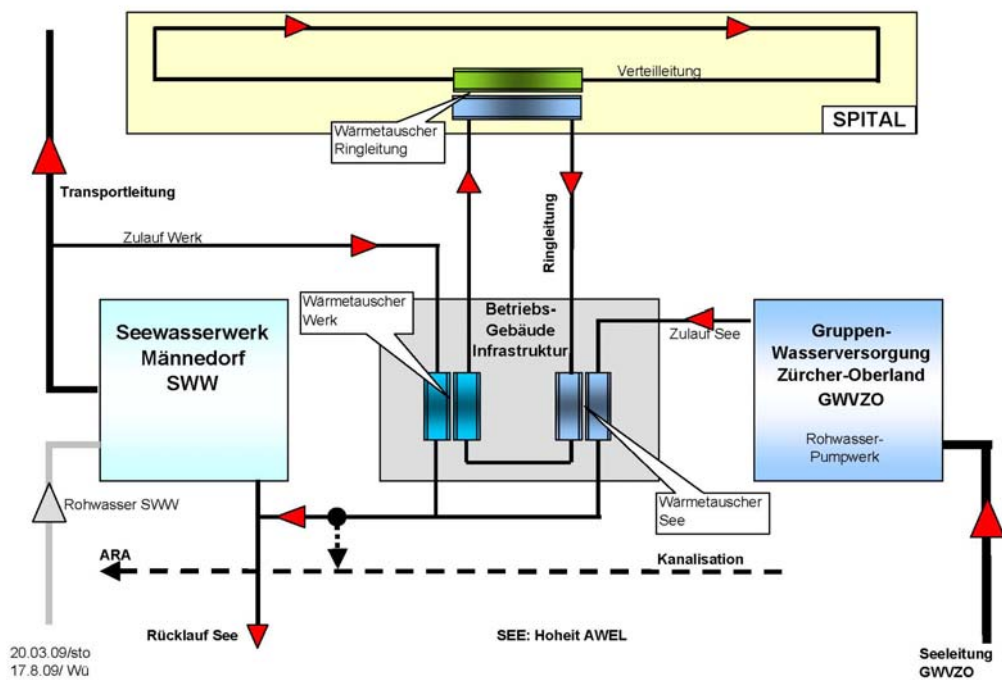 Verteilleitung
Wärmetauscher
Ringleitung
SPITAL
Transportleitung
Zulauf Werk
Ringleitung
Wärmetauscher
Werk
Betriebs-
Gebäude
Infrastruktur
Zulauf See
Seewasserwerk
Männedorf
SWW
Gruppen-
Wasserversorgung
Zürcher-Oberland
GWVZO
Rohwasser-
Pumpwerk
Rohwasser SWW
Wärmetauscher
See
ARA
Kanalisation
Rücklauf See
SEE: Hoheit AWEL
20.03.09/sto
17.8.09/ Wü
Seeleitung
GWVZO